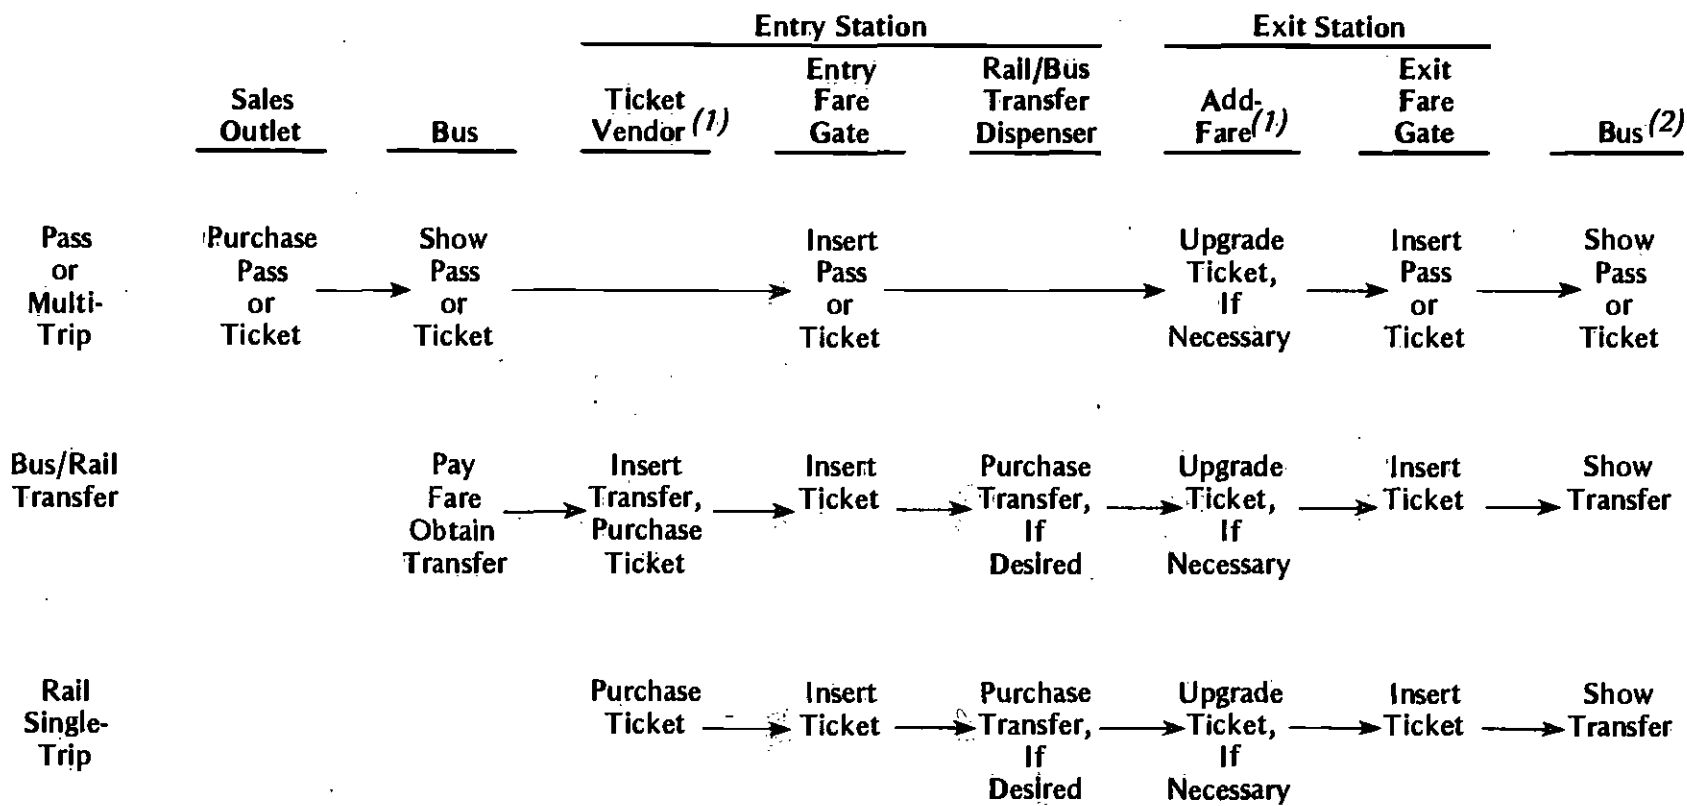 Entry Station
Exit Station
Sales
Outlet
Bus
Ticket
Vendor (1)
Entry
Fare
Gate
Rail/Bus
Transfer
Dispenser
Add-
Fare(1)
Exit
Fare
Gate
Bus (2)
Pass
or
Multi-
Trip
Purchase
Pass
or
Ticket
Show
Pass
or
Ticket
Insert
Pass
or
Ticket
Upgrade
Ticket,
If
Necessary
Insert
Pass
or
Ticket
Show
Pass
or
Ticket
Bus/Rail
Transfer
Pay
Fare
Obtain
Transfer
Insert
Transfer,
Purchase
Ticket
Insert
Ticket
Purchase
Transfer,
If
Desired
Upgrade
Ticket,
If
Necessary
Insert
Ticket
Show
Transfer
Rail
Single-
Trip
Purchase
Ticket
Insert
Ticket
Purchase
Transfer,
If
Desired
Upgrade
Ticket,
If
Necessary
Insert
Ticket
Show
Transfer